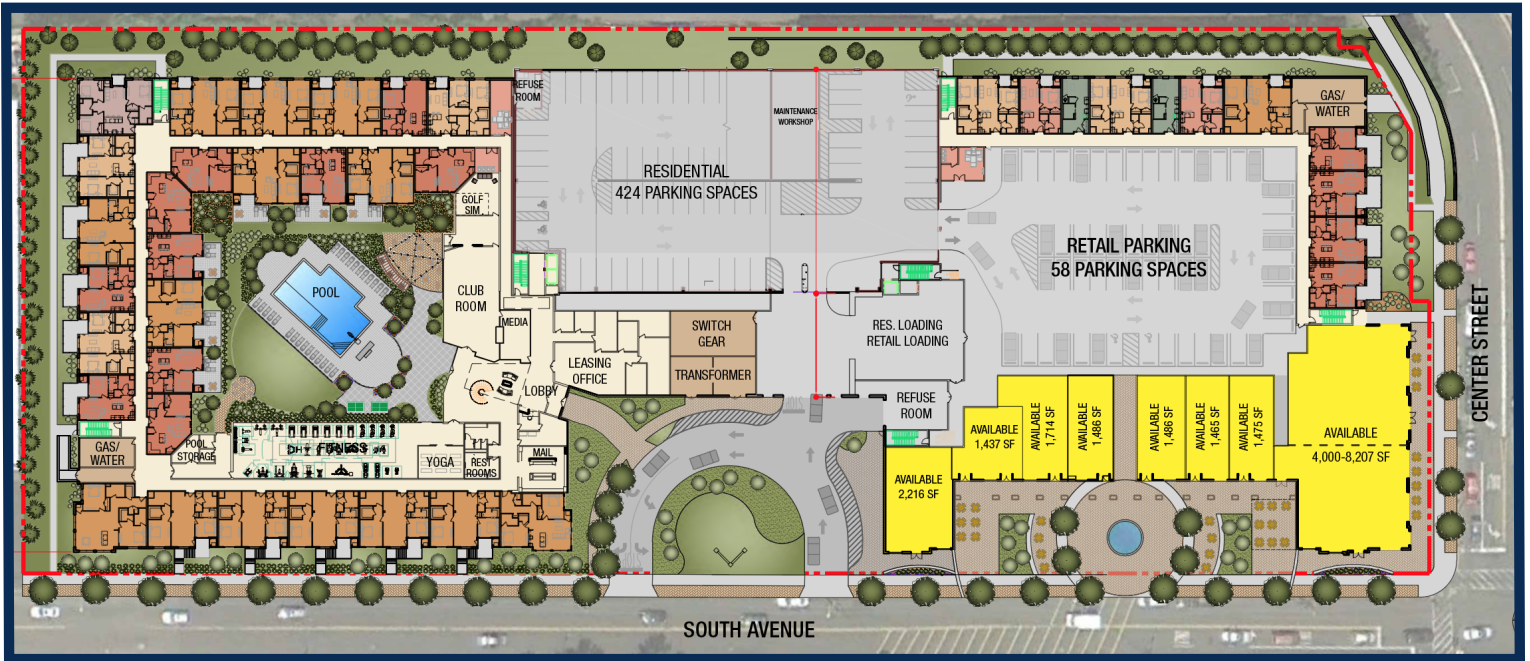 REFUSE
ROOM
MAINTENANCE
WORKSHOP
GAS/
WATER
RESIDENTIAL
424 PARKING SPACES
GOLF
SIM
RETAIL PARKING
58 PARKING SPACES
POOL
CLUB
ROOM
MEDIA
SWITCH
GEAR
RES. LOADING
RETAIL LOADING
LEASING
OFFICE
TRANSFORMER
LOBBY
REFUSE
ROOM
CENTER STREET
AVAILABLE
1,437 SF
AVAILABLE
1,714 SF
AVAILABLE
1,486 SF
AVAILABLE
1,486 SF
AVAILABLE
1,465 SF
AVAILABLE
1,475 SF
AVAILABLE
4,000-8,207 SF
GAS/
WATER
POOL
STORAGE
FITNESS
YOGA
REST
ROOMS
MAIL
AVAILABLE
2,216 SF
SOUTH AVENUE